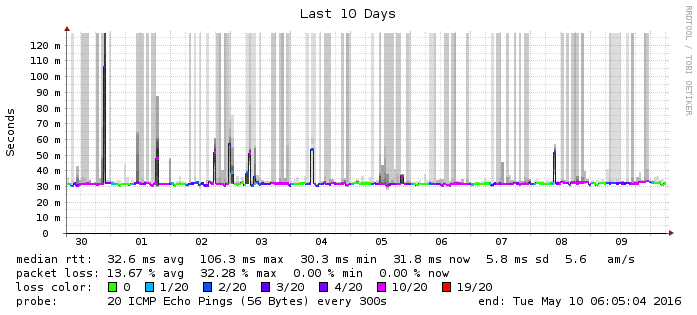 Last 10 Days
RRDTOOL / TOBI OETIKER
Seconds
120 m
110 m
100 m
90 m
80 m
70 m
60 m
50 m
40 m
30 m
20 m
10 m
0
30 01 02 03 04 05 06 07 08 09
median rtt: 32.6 ms avg 106.3 ms max 30.3 ms min 31.8 ms now 5.8 ms sd 5.6 am/s
packet loss: 13.67 % avg 32.28 % max 0.00 % min 0.00 % now
loss color: 0 1/20 2/20 3/20 4/20 10/20 19/20
probe: 20 ICMP Echo Pings (56 Bytes) every 300s end: Tue May 10 06:05:04 2016